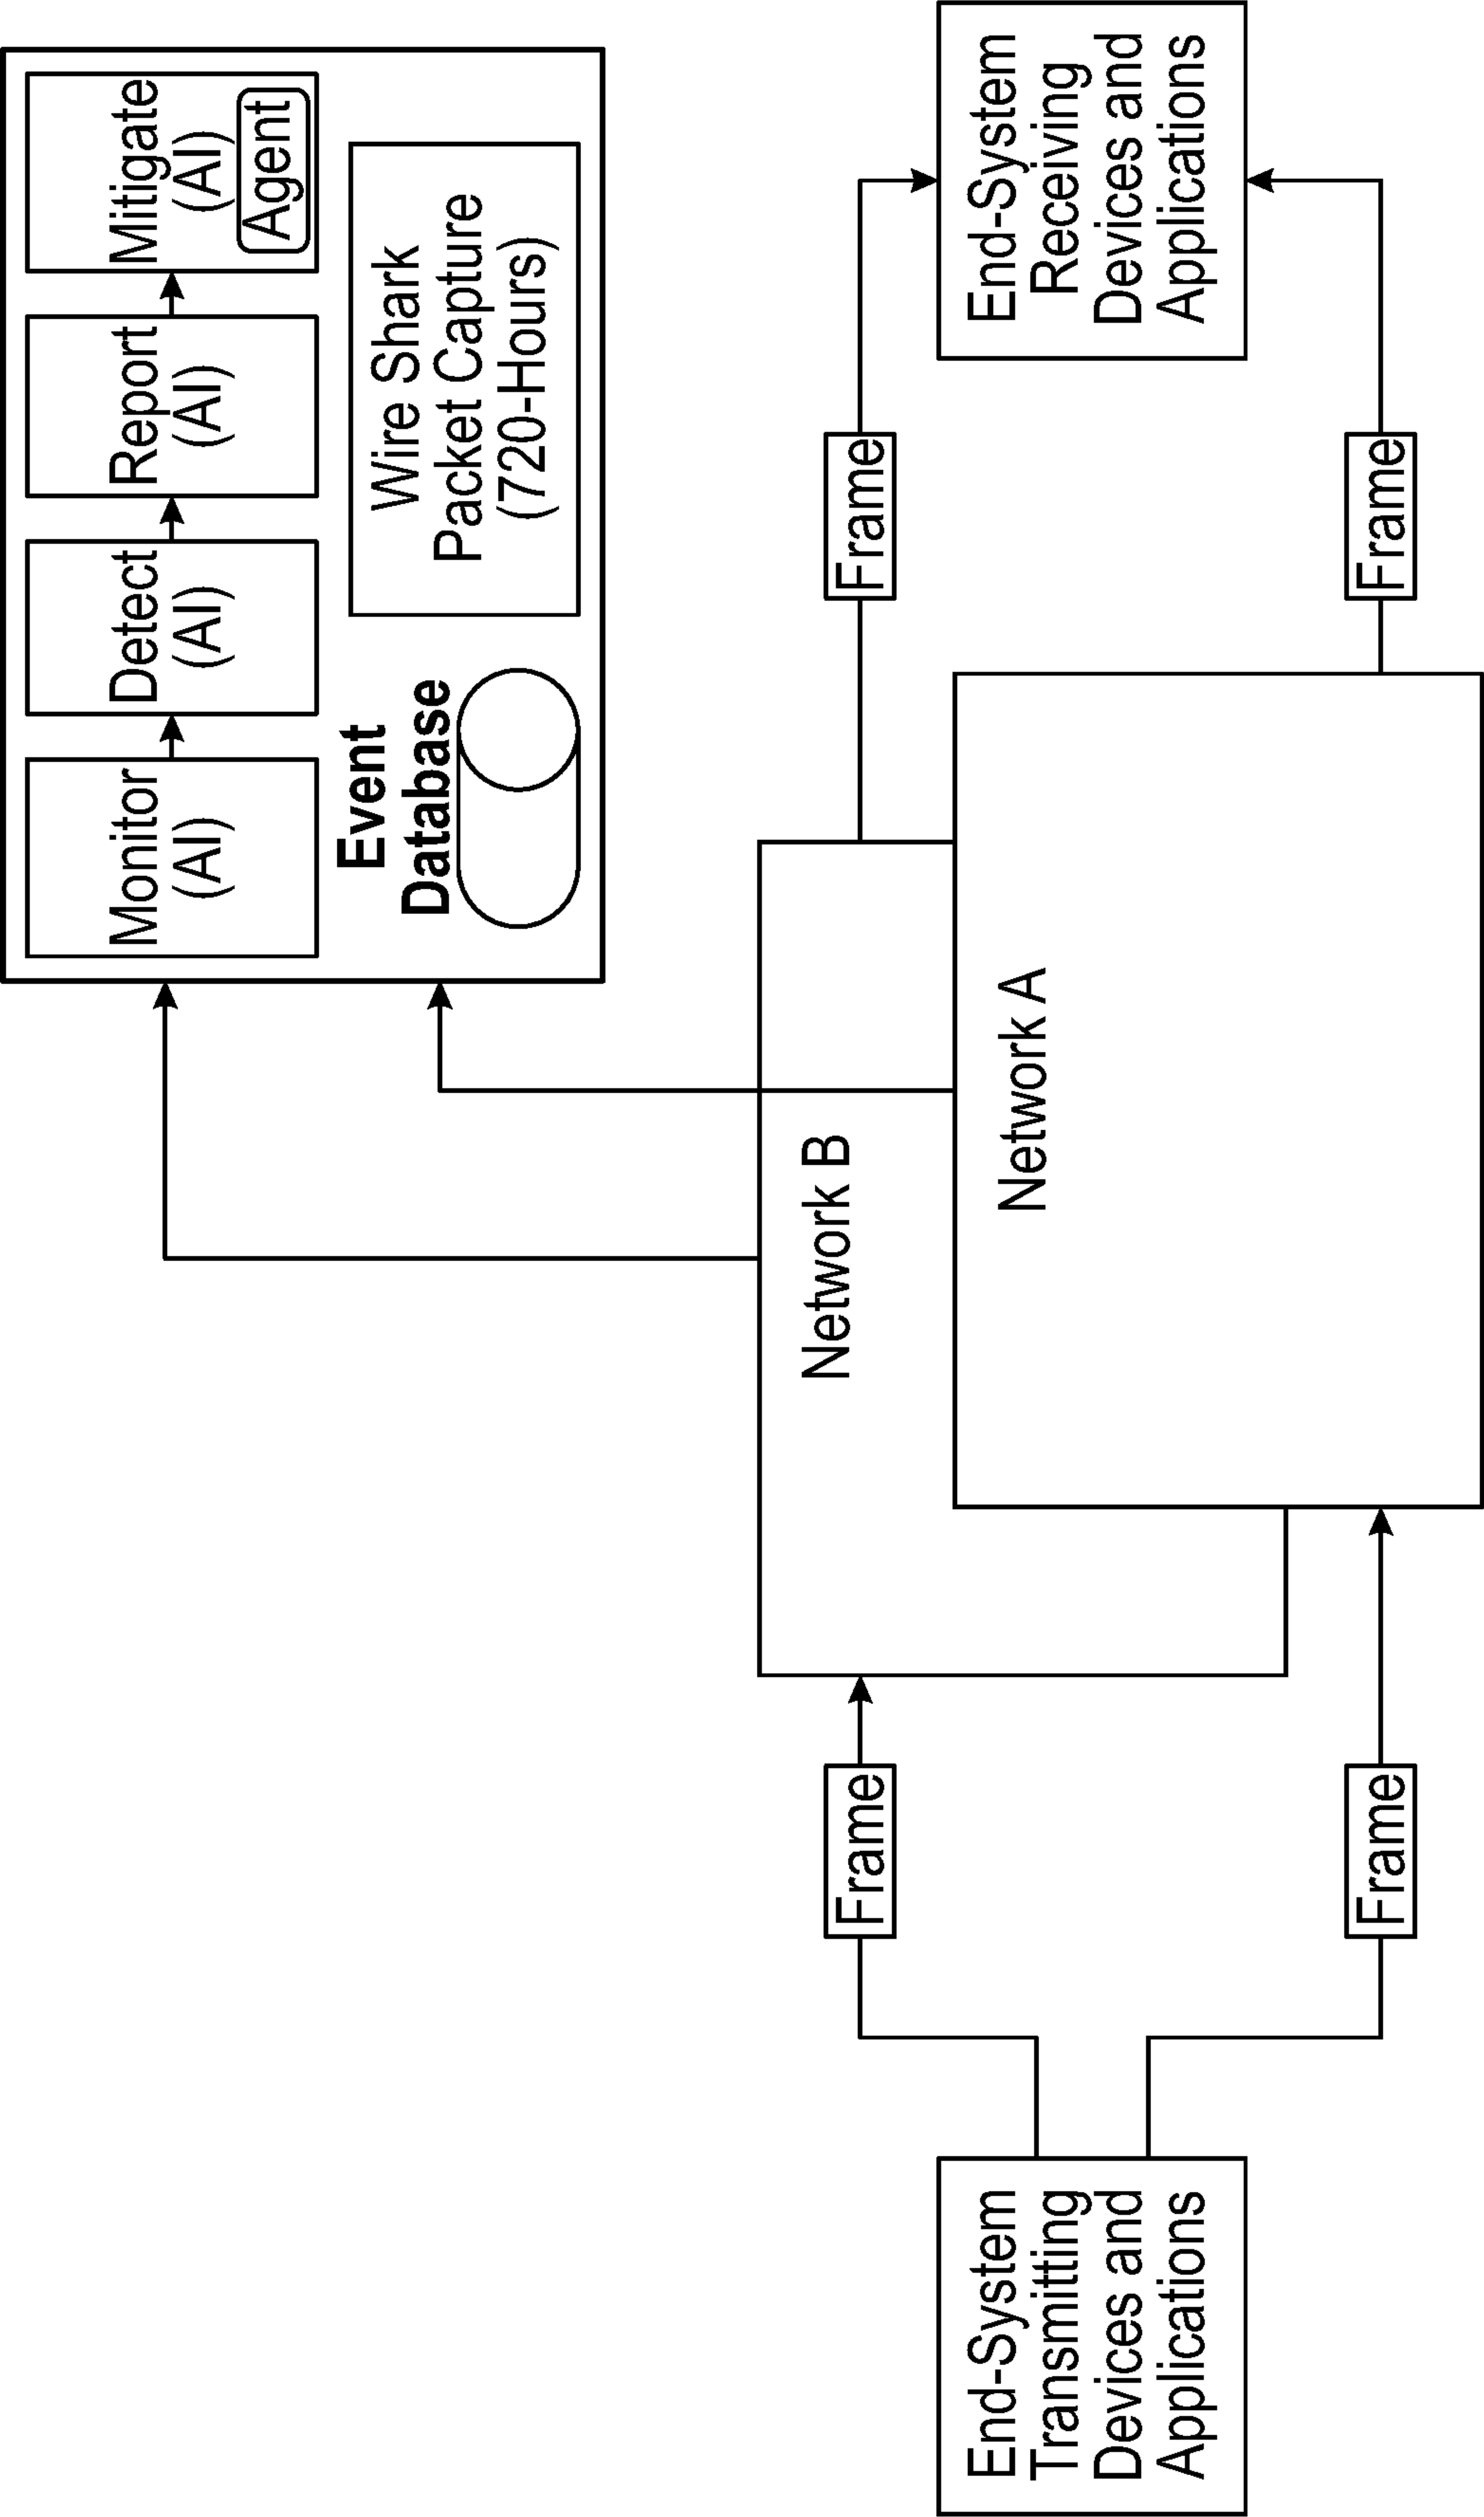 Monitor
(AI)
Detect
(AI)
Report
(AI)
Mitigate
(AI)
Agent
Event
Database
Wire Shark
Packet Capture
(720-Hours)
Network B
Network A
Frame
Frame
End-System
Transmitting
Devices and
Applications
End-System
Receiving
Devices and
Applications
Frame
Frame